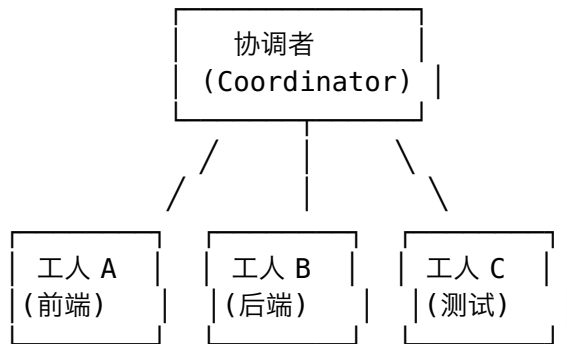 协调者
(Coordinator)
工人 A 工人 B 工人 C
(前端) (后端) (测试)